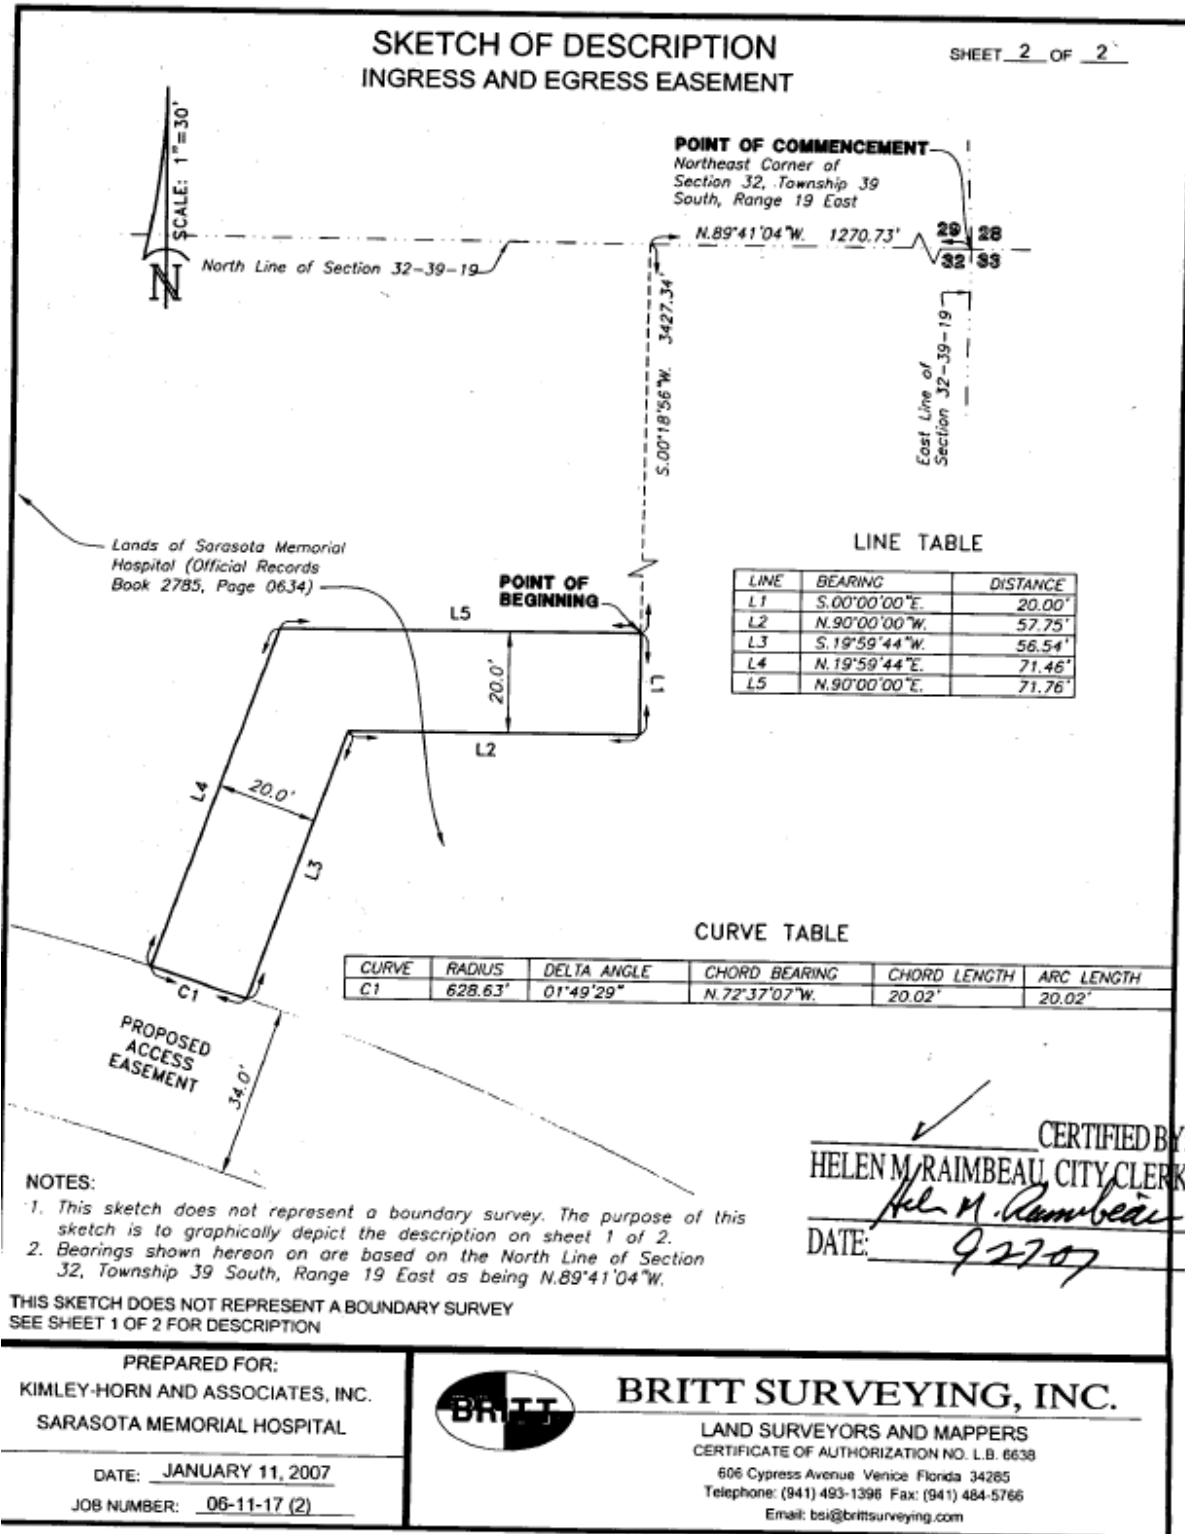 SKETCH OF DESCRIPTION
INGRESS AND EGRESS EASEMENT
SHEET 2 OF 2
SCALE: 1"=30'
N
POINT OF COMMENCEMENT
Northeast Corner of
Section 32, Township 39
South, Range 19 East
N.89°41'04"W. 1270.73'
29 28
32 33
North Line of Section 32-39-19
S.00°18'56"W. 3427.34'
East Line of
Section 32-39-19
Lands of Sarasota Memorial
Hospital (Official Records
Book 2785, Page 0634)
POINT OF
BEGINNING
L5
20.0'
L1
L2
L4
20.0'
L3
C1
LINE TABLE
LINE BEARING DISTANCE
L1 S.00°00'00"E. 20.00'
L2 N.90°00'00"W. 57.75'
L3 S.19°59'44"W. 56.54'
L4 N.19°59'44"E. 71.46'
L5 N.90°00'00"E. 71.76'
CURVE TABLE
CURVE RADIUS DELTA ANGLE CHORD BEARING CHORD LENGTH ARC LENGTH
C1 628.63' 01°49'29" N.72°37'07"W. 20.02' 20.02'
PROPOSED
ACCESS
EASEMENT
34.0'
CERTIFIED BY
HELEN M. RAIMBEAU, CITY CLERK
Helen M. Raimbeau
DATE: 92707
NOTES:
1. This sketch does not represent a boundary survey. The purpose of this
sketch is to graphically depict the description on sheet 1 of 2.
2. Bearings shown hereon on are based on the North Line of Section
32, Township 39 South, Range 19 East as being N.89°41'04"W.
THIS SKETCH DOES NOT REPRESENT A BOUNDARY SURVEY
SEE SHEET 1 OF 2 FOR DESCRIPTION
PREPARED FOR:
KIMLEY-HORN AND ASSOCIATES, INC.
SARASOTA MEMORIAL HOSPITAL
DATE: JANUARY 11, 2007
JOB NUMBER: 06-11-17 (2)
BRITT
BRITT SURVEYING, INC.
LAND SURVEYORS AND MAPPERS
CERTIFICATE OF AUTHORIZATION NO. L.B. 6638
606 Cypress Avenue Venice Florida 34285
Telephone: (941) 493-1396 Fax: (941) 484-5766
Email: bsi@brittsurveying.com